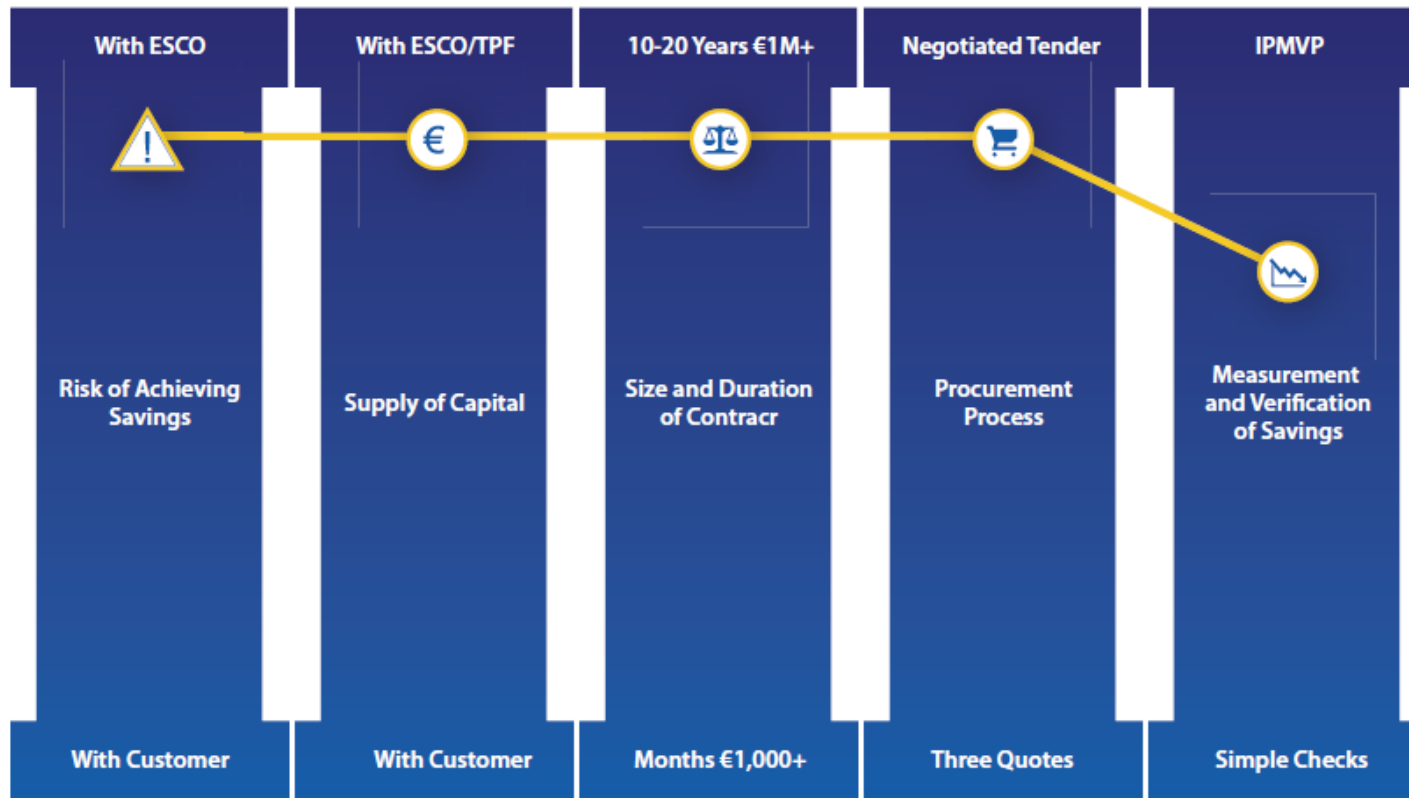 With ESCO
With ESCO/TPF
10-20 Years €1M+
Negotiated Tender
IPMVP
!
€
Risk of Achieving
Savings
Supply of Capital
Size and Duration
of Contracr
Procurement
Process
Measurement
and Verification
of Savings
With Customer
With Customer
Months €1,000+
Three Quotes
Simple Checks